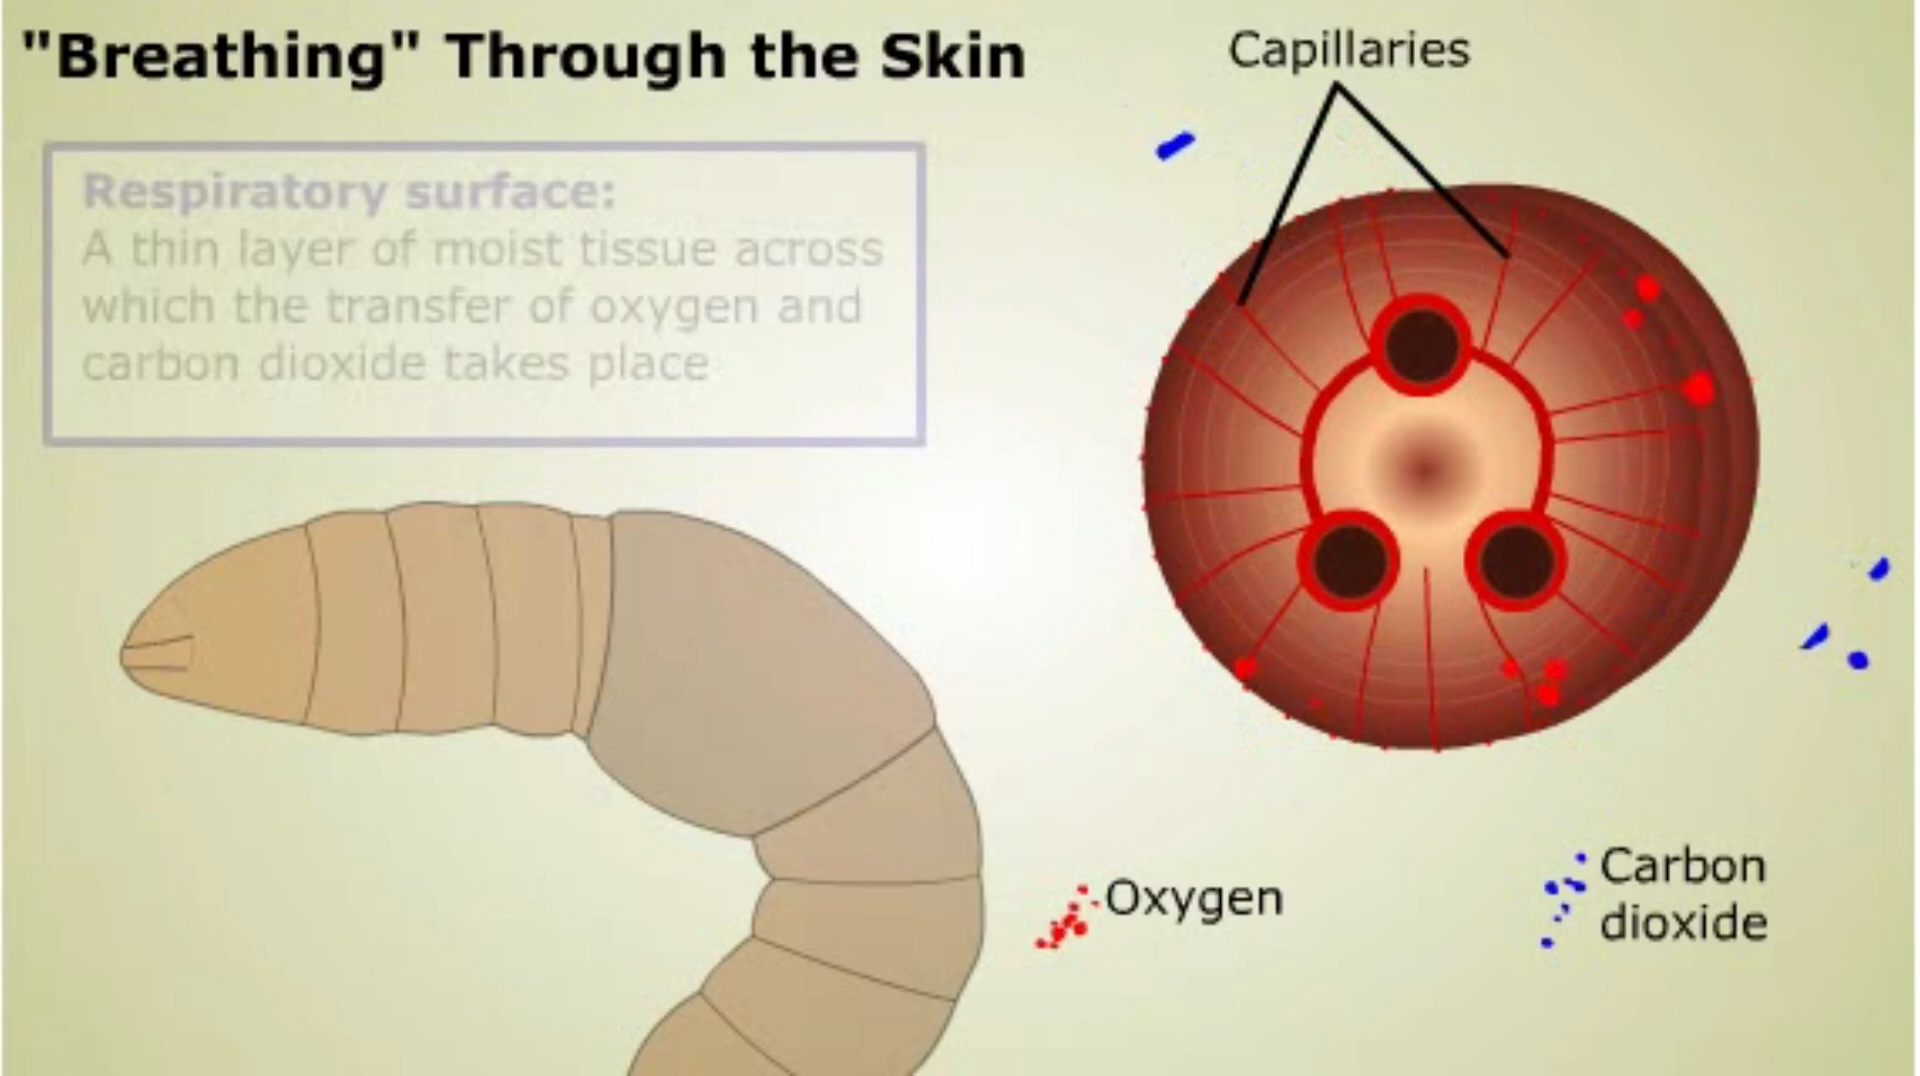 "Breathing" Through the Skin
Respiratory surface:
A thin layer of moist tissue across
which the transfer of oxygen and
carbon dioxide takes place
Capillaries
Oxygen
Carbon
dioxide